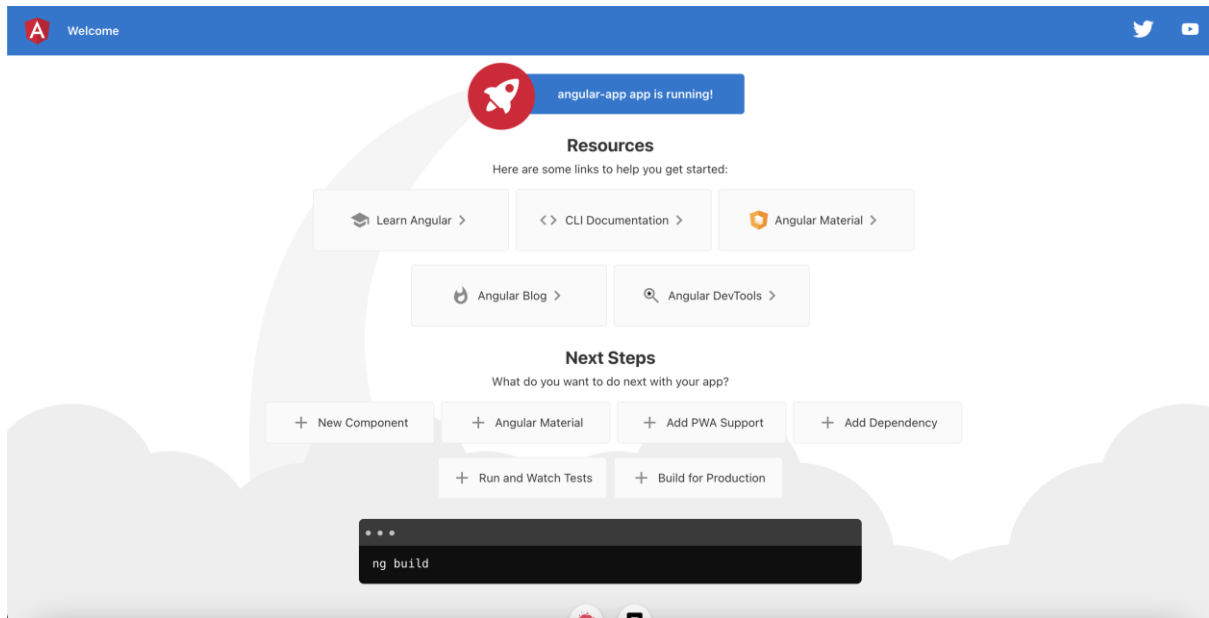 Welcome
angular-app app is running!
Resources
Here are some links to help you get started:
Learn Angular
CLI Documentation
Angular Material
Angular Blog
Angular DevTools
Next Steps
What do you want to do next with your app?
New Component
Angular Material
Add PWA Support
Add Dependency
Run and Watch Tests
Build for Production
ng build